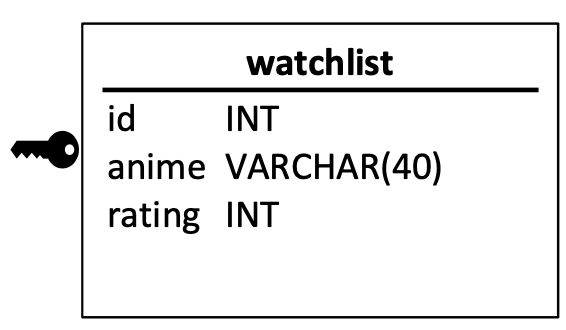 watchlist
id INT
anime VARCHAR(40)
rating INT